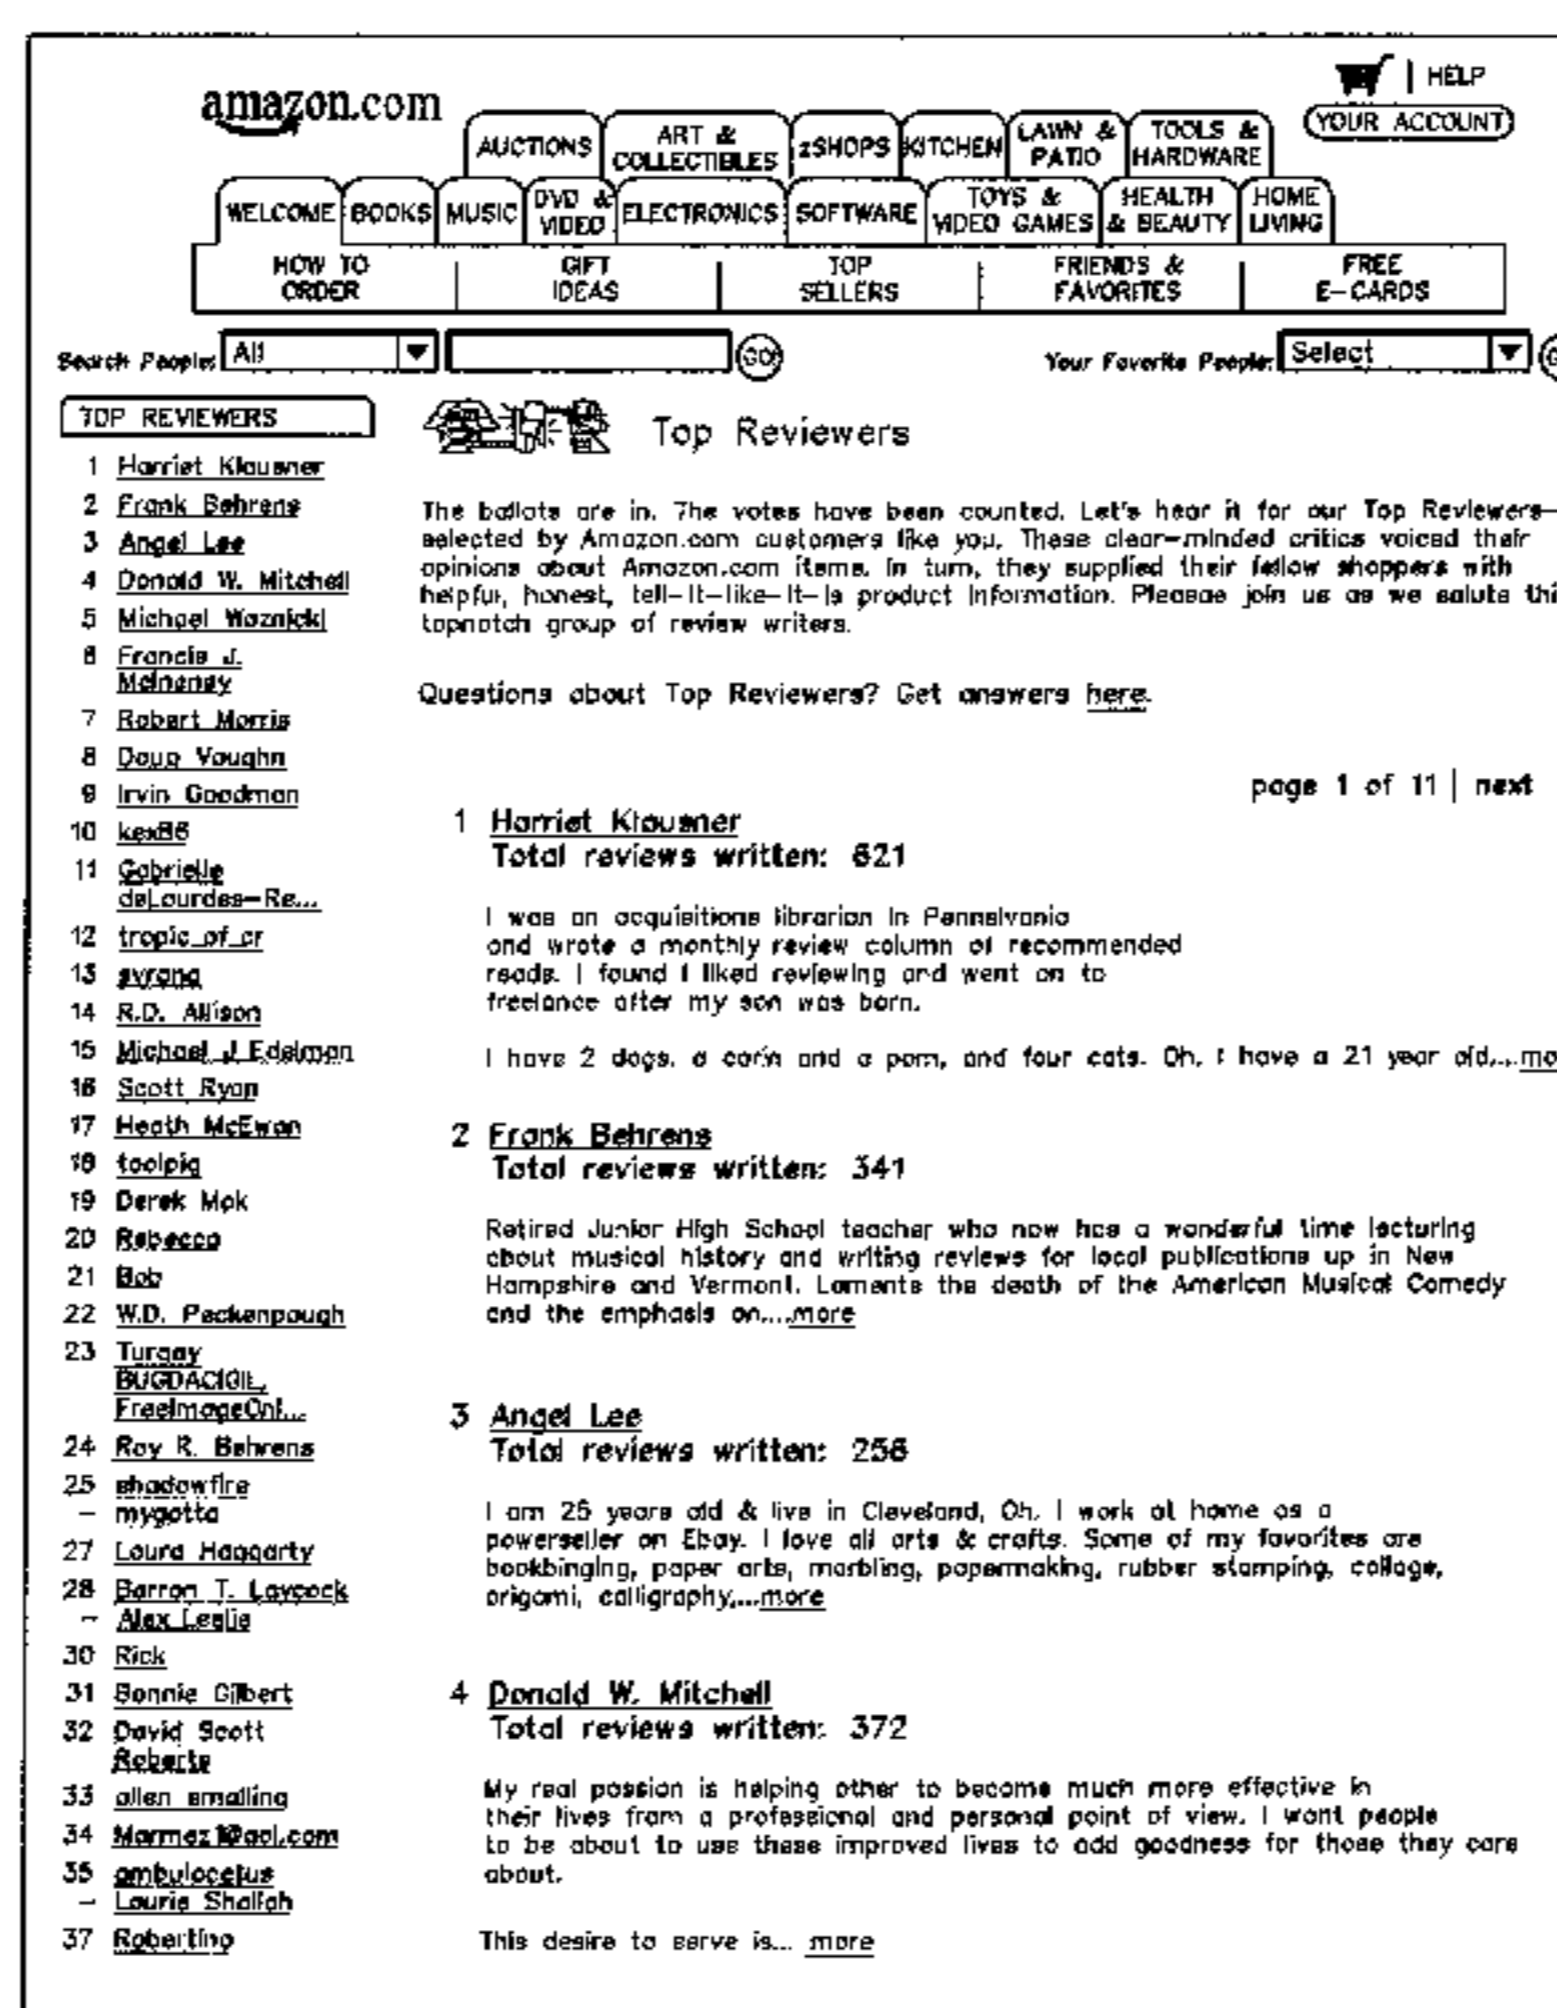 HELP
amazon.com
YOUR ACCOUNT
AUCTIONS
ART &
COLLECTIBLES
zSHOPS
KITCHEN
LAWN &
PATIO
TOOLS &
HARDWARE
WELCOME
BOOKS
MUSIC
DVD &
VIDEO
ELECTRONICS
SOFTWARE
TOYS &
VIDEO GAMES
HEALTH
& BEAUTY
HOME
LIVING
HOW TO
ORDER
GIFT
IDEAS
TOP
SELLERS
FRIENDS &
FAVORITES
FREE
E-CARDS
Search People: All GO!
Your Favorite People: Select
TOP REVIEWERS
1 Harriet Klausner
2 Frank Behrens
3 Angel Lee
4 Donald W. Mitchell
5 Michael Woznicki
6 Francis J.
McInerney
7 Robert Morris
8 Doug Vaughn
9 Irvin Goodman
10 kex86
11 Gabrielle
deLourdes-Re...
12 tropic_of_cr
13
14 R.D. Allison
15 Michael J Edelman
16 Scott Ryan
17 Heath McEwan
18 toolpig
19 Derek Mok
20 Rebecca
21 Bob
22 W.D. Peckenpaugh
23 Turgay
BUGDACIGIL,
FreeImageOnl...
24 Roy R. Behrens
25 shadowfire
- mygotta
27 Laura Haggarty
28 Barron T. Laycock
- Alex Leslie
30 Rick
31 Bonnie Gilbert
32 David Scott
Roberts
33 allen smalling
34 Marmez1@aol.com
35 ambulocetus
- Laurie Shallah
37 Robertino
Top Reviewers
The ballots are in. The votes have been counted. Let's hear it for our Top Reviewers-
selected by Amazon.com customers like you. These clear-minded critics voiced their
opinions about Amazon.com items. In turn, they supplied their fellow shoppers with
helpful, honest, tell-it-like-it-is product information. Please join us as we salute thi
topnotch group of review writers.
Questions about Top Reviewers? Get answers here.
page 1 of 11 | next
1 Harriet Klausner
Total reviews written: 621
I was an acquisitions librarian in Pennslvania
and wrote a monthly review column of recommended
reads. I found I liked reviewing and went on to
freelance after my son was born.
I have 2 dogs, a corin and a pom, and four cats. Oh, I have a 21 year old,...mo
2 Frank Behrens
Total reviews written: 341
Retired Junior High School teacher who now has a wonderful time lecturing
about musical history and writing reviews for local publications up in New
Hampshire and Vermont. Laments the death of the American Musical Comedy
and the emphasis on....more
3 Angel Lee
Total reviews written: 256
I am 25 years old & live in Cleveland, Oh. I work at home as a
powerseller on Ebay. I love all arts & crafts. Some of my favorites are
bookbinging, paper arts, marbling, papermaking, rubber stamping, collage,
origami, calligraphy,...more
4 Donald W. Mitchell
Total reviews written: 372
My real passion is helping other to become much more effective in
their lives from a professional and personal point of view. I want people
to be about to use these improved lives to add goodness for those they care
about.
This desire to serve is... more